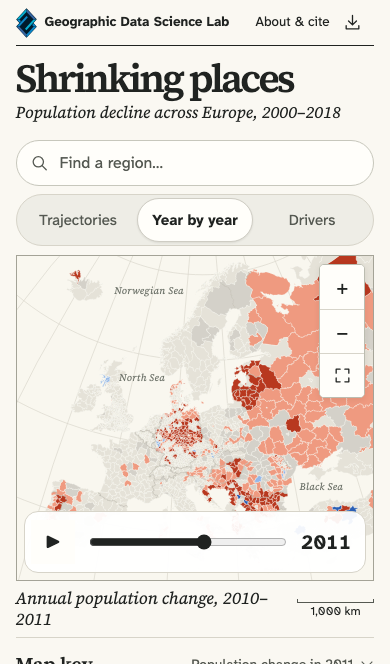 Geographic Data Science Lab
About & cite
Shrinking places
Population decline across Europe, 2000–2018
Find a region...
Trajectories
Year by year
Drivers
Norwegian Sea
North Sea
Black Sea
+
−
2011
Annual population change, 2010–
2011
1,000 km
Map key
Population change in 2011